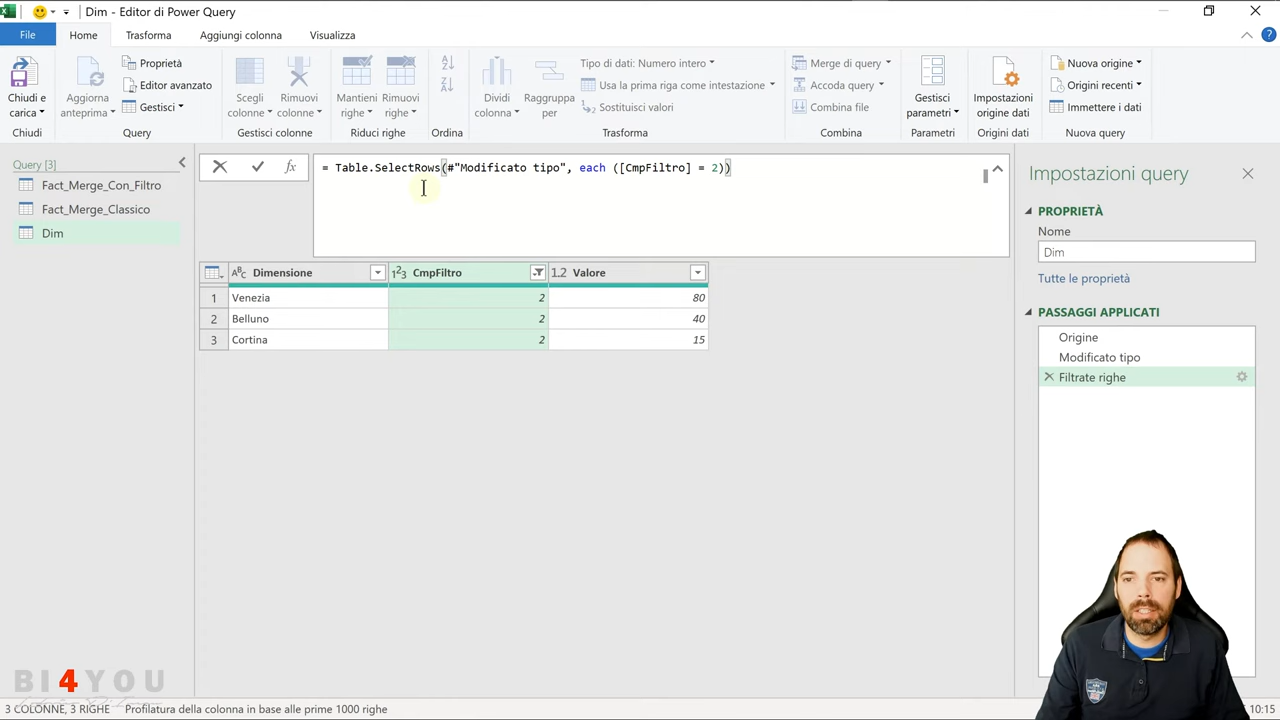 Dim - Editor di Power Query
File
Home
Trasforma
Aggiungi colonna
Visualizza
Chiudi e
carica
Chiudi
Aggiorna
anteprima
Proprietà
Editor avanzato
Gestisci
Query
Scegli
colonne
Rimuovi
colonne
Gestisci colonne
Mantieni
righe
Rimuovi
righe
Riduci righe
Ordina
Dividi
colonna
Raggruppa
per
Tipo di dati: Numero intero
Usa la prima riga come intestazione
Sostituisci valori
Trasforma
Merge di query
Accoda query
Combina file
Combina
Gestisci
parametri
Parametri
Impostazioni
origine dati
Origini dati
Nuova origine
Origini recenti
Immettere i dati
Nuova query
Query [3]
Fact_Merge_Con_Filtro
Fact_Merge_Classico
Dim
fx
= Table.SelectRows(#"Modificato tipo", each ([CmpFiltro] = 2))
ABC Dimensione 123 CmpFiltro 1.2 Valore
1 Venezia 2 80
2 Belluno 2 40
3 Cortina 2 15
Impostazioni query
PROPRIETÀ
Nome
Dim
Tutte le proprietà
PASSAGGI APPLICATI
Origine
Modificato tipo
Filtrate righe
BI4YOU
3 COLONNE, 3 RIGHE Profilatura della colonna in base alle prime 1000 righe
10:15